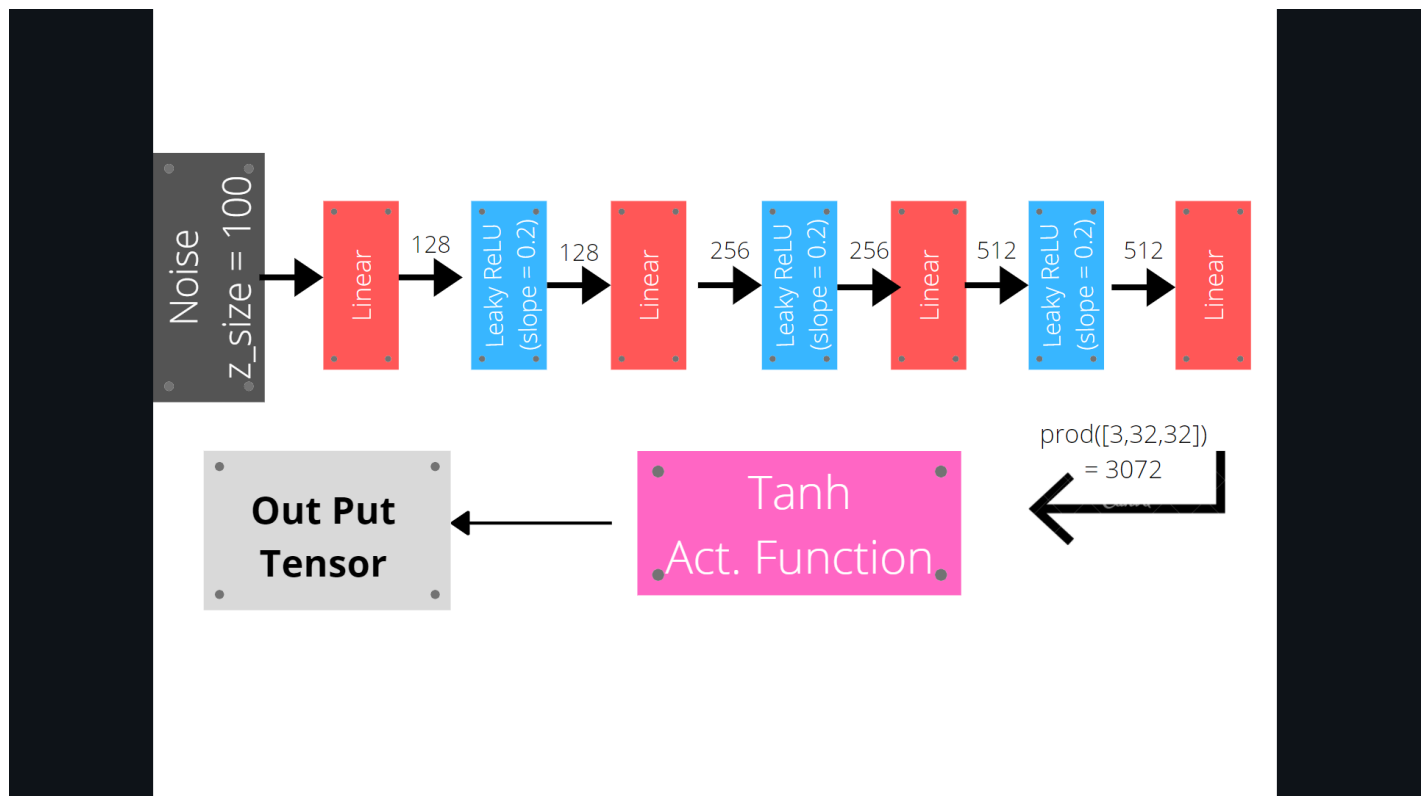 Noise
z_size = 100
Linear
128
Leaky ReLU
(slope = 0.2)
128
Linear
256
Leaky ReLU
(slope = 0.2)
256
Linear
512
Leaky ReLU
(slope = 0.2)
512
Linear
prod([3,32,32])
= 3072
Canva
Tanh
Act. Function
Out Put
Tensor